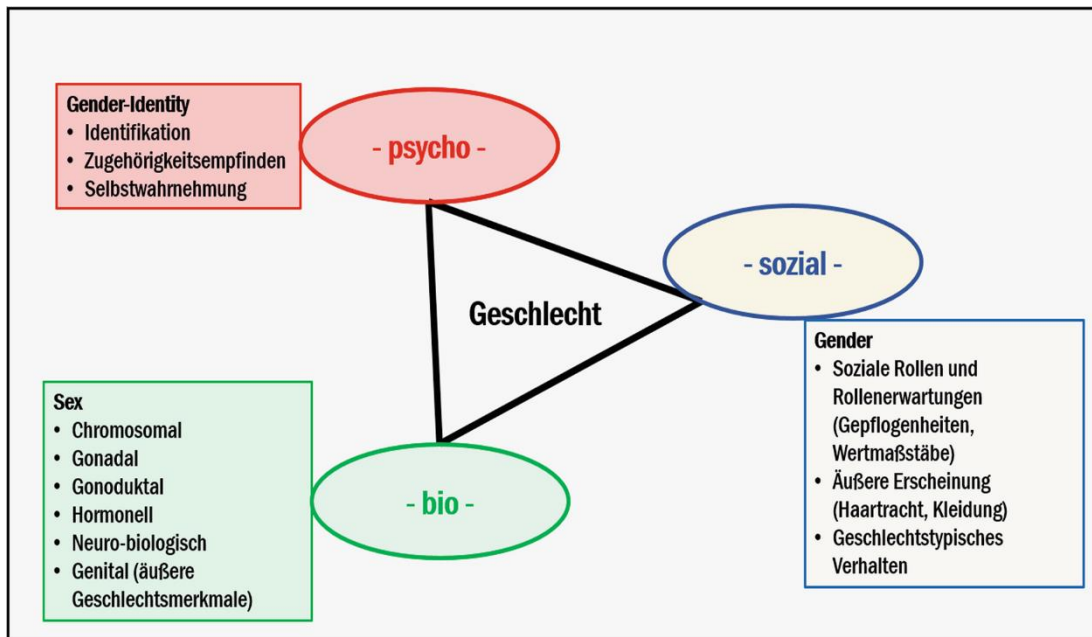 Gender-Identity
• Identifikation
• Zugehörigkeitsempfinden
• Selbstwahrnehmung
- psycho -
- sozial -
Geschlecht
Gender
• Soziale Rollen und
Rollenerwartungen
(Gepflogenheiten,
Wertmaßstäbe)
• Äußere Erscheinung
(Haartracht, Kleidung)
• Geschlechtstypisches
Verhalten
Sex
• Chromosomal
• Gonadal
• Gonoduktal
• Hormonell
• Neuro-biologisch
• Genital (äußere
Geschlechtsmerkmale)
- bio -